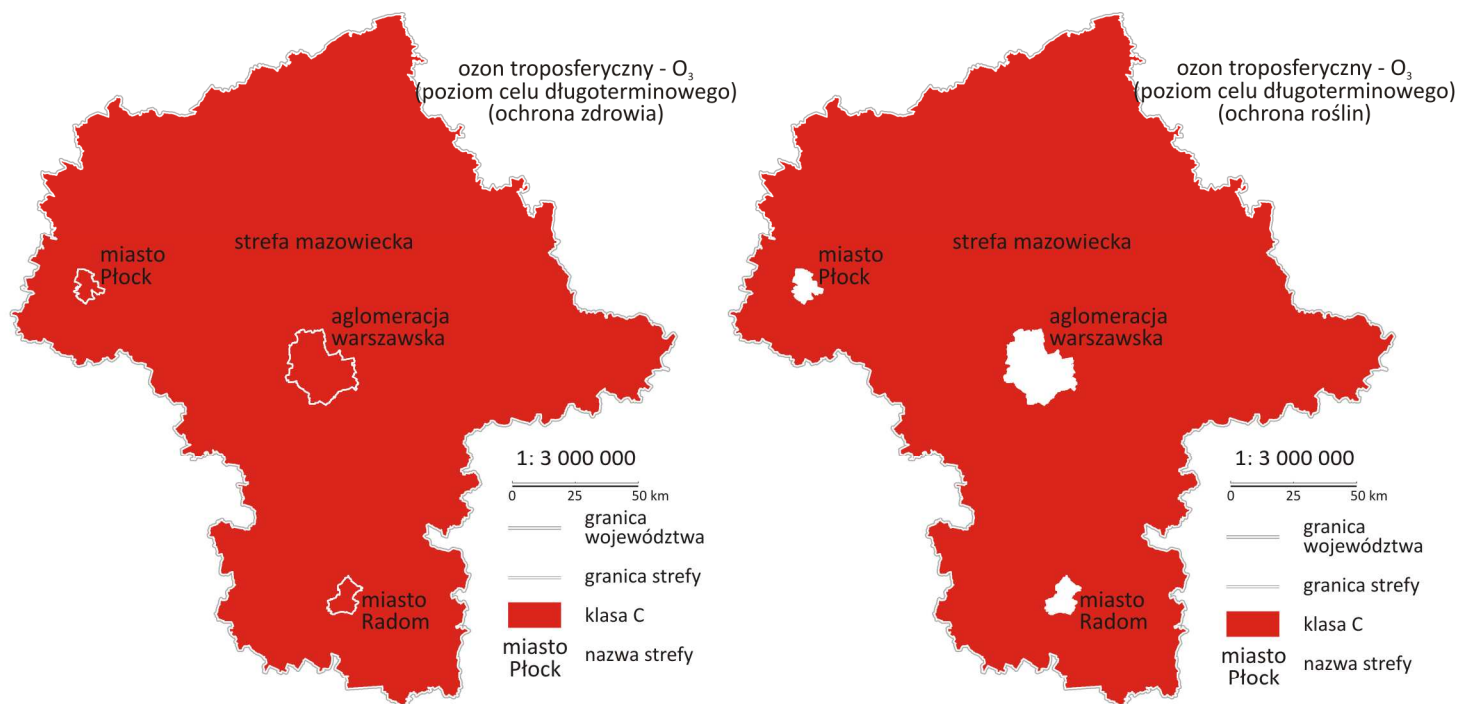 ozon troposferyczny - O₃
(poziom celu długoterminowego)
(ochrona zdrowia)
strefa mazowiecka
miasto
Płock
aglomeracja
warszawska
1: 3 000 000
0 25 50 km
granica
województwa
granica strefy
miasto
Radom
klasa C
miasto
Płock
nazwa strefy
ozon troposferyczny - O₃
(poziom celu długoterminowego)
(ochrona roślin)
strefa mazowiecka
miasto
Płock
aglomeracja
warszawska
1: 3 000 000
0 25 50 km
granica
województwa
granica strefy
miasto
Radom
klasa C
miasto
Płock
nazwa strefy